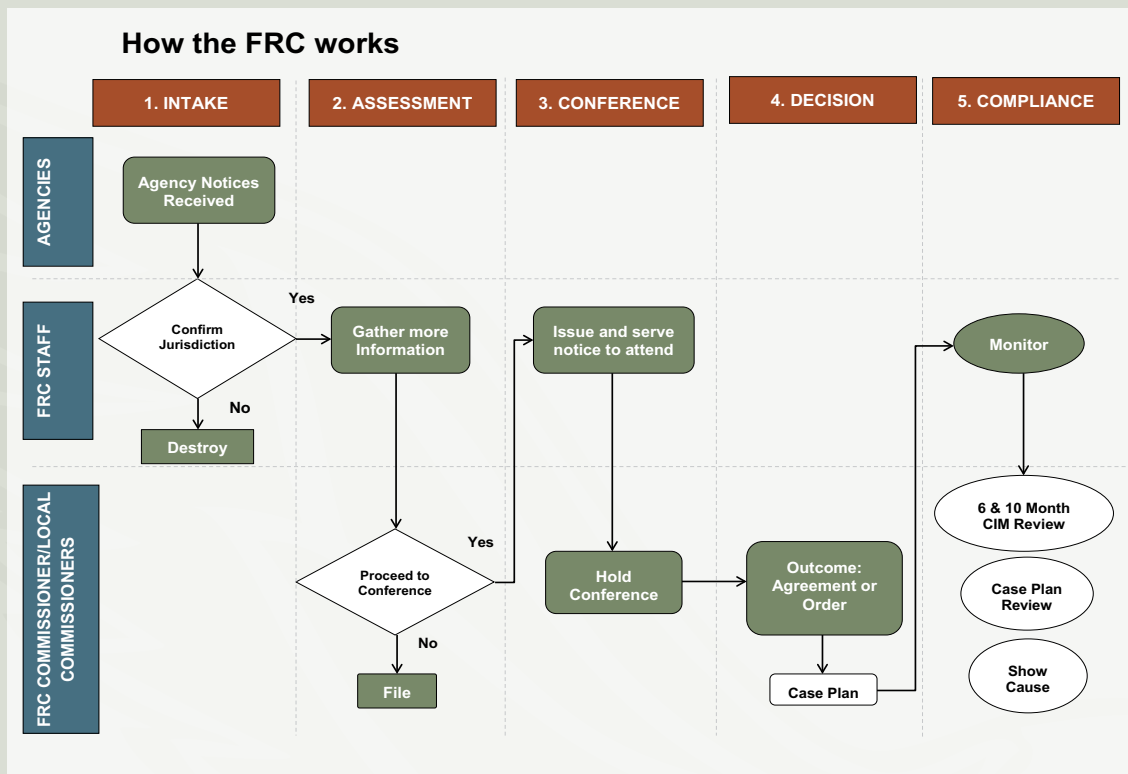 How the FRC works
1. INTAKE
2. ASSESSMENT
3. CONFERENCE
4. DECISION
5. COMPLIANCE
AGENCIES
Agency Notices
Received
FRC STAFF
Confirm
Jurisdiction
Yes
No
Destroy
Gather more
Information
Issue and serve
notice to attend
Monitor
FRC COMMISSIONER/LOCAL
COMMISSIONERS
Proceed to
Conference
Yes
No
File
Hold
Conference
Outcome:
Agreement or
Order
Case Plan
6 & 10 Month
CIM Review
Case Plan
Review
Show
Cause